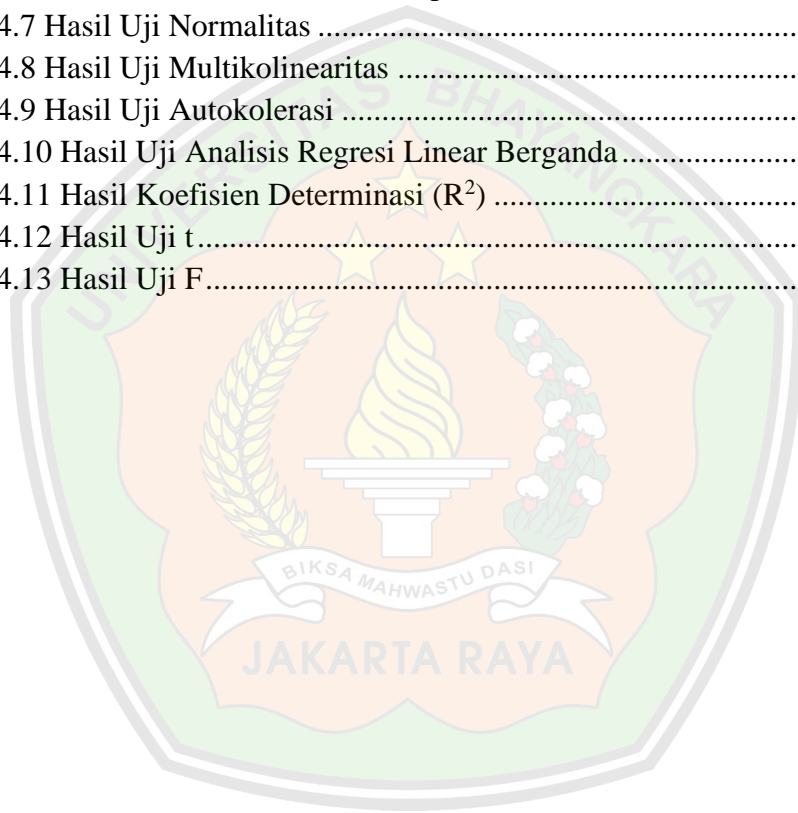 4.7 Hasil Uji Normalitas ..........................................................
4.8 Hasil Uji Multikolinearitas ................................................
4.9 Hasil Uji Autokolerasi .......................................................
4.10 Hasil Uji Analisis Regresi Linear Berganda .....................
4.11 Hasil Koefisien Determinasi (R²) .....................................
4.12 Hasil Uji t ..........................................................................
4.13 Hasil Uji F .........................................................................
UNIVERSITAS BHAYANGKARA
BIKSA MAHWASTU DASI
JAKARTA RAYA